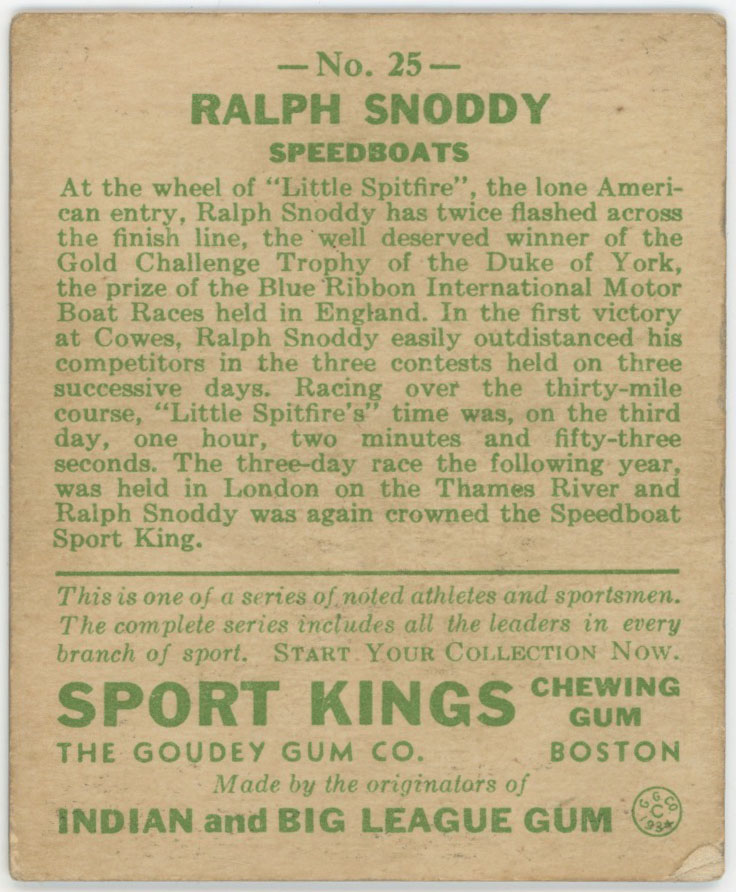 —No. 25—
RALPH SNODDY
SPEEDBOATS
At the wheel of "Little Spitfire", the lone Ameri-
can entry, Ralph Snoddy has twice flashed across
the finish line, the well deserved winner of the
Gold Challenge Trophy of the Duke of York,
the prize of the Blue Ribbon International Motor
Boat Races held in England. In the first victory
at Cowes, Ralph Snoddy easily outdistanced his
competitors in the three contests held on three
successive days. Racing over the thirty-mile
course, "Little Spitfire's" time was, on the third
day, one hour, two minutes and fifty-three
seconds. The three-day race the following year,
was held in London on the Thames River and
Ralph Snoddy was again crowned the Speedboat
Sport King.
This is one of a series of noted athletes and sportsmen.
The complete series includes all the leaders in every
branch of sport. START YOUR COLLECTION NOW.
SPORT KINGS CHEWING GUM
THE GOUDEY GUM CO. BOSTON
Made by the originators of
INDIAN and BIG LEAGUE GUM
G. G. CO.
C